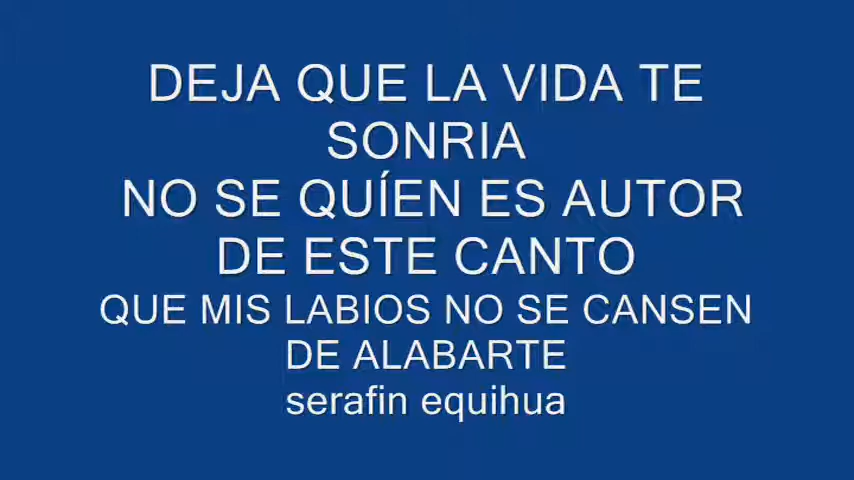 DEJA QUE LA VIDA TE
SONRIA
NO SE QUÍEN ES AUTOR
DE ESTE CANTO
QUE MIS LABIOS NO SE CANSEN
DE ALABARTE
serafin equihua